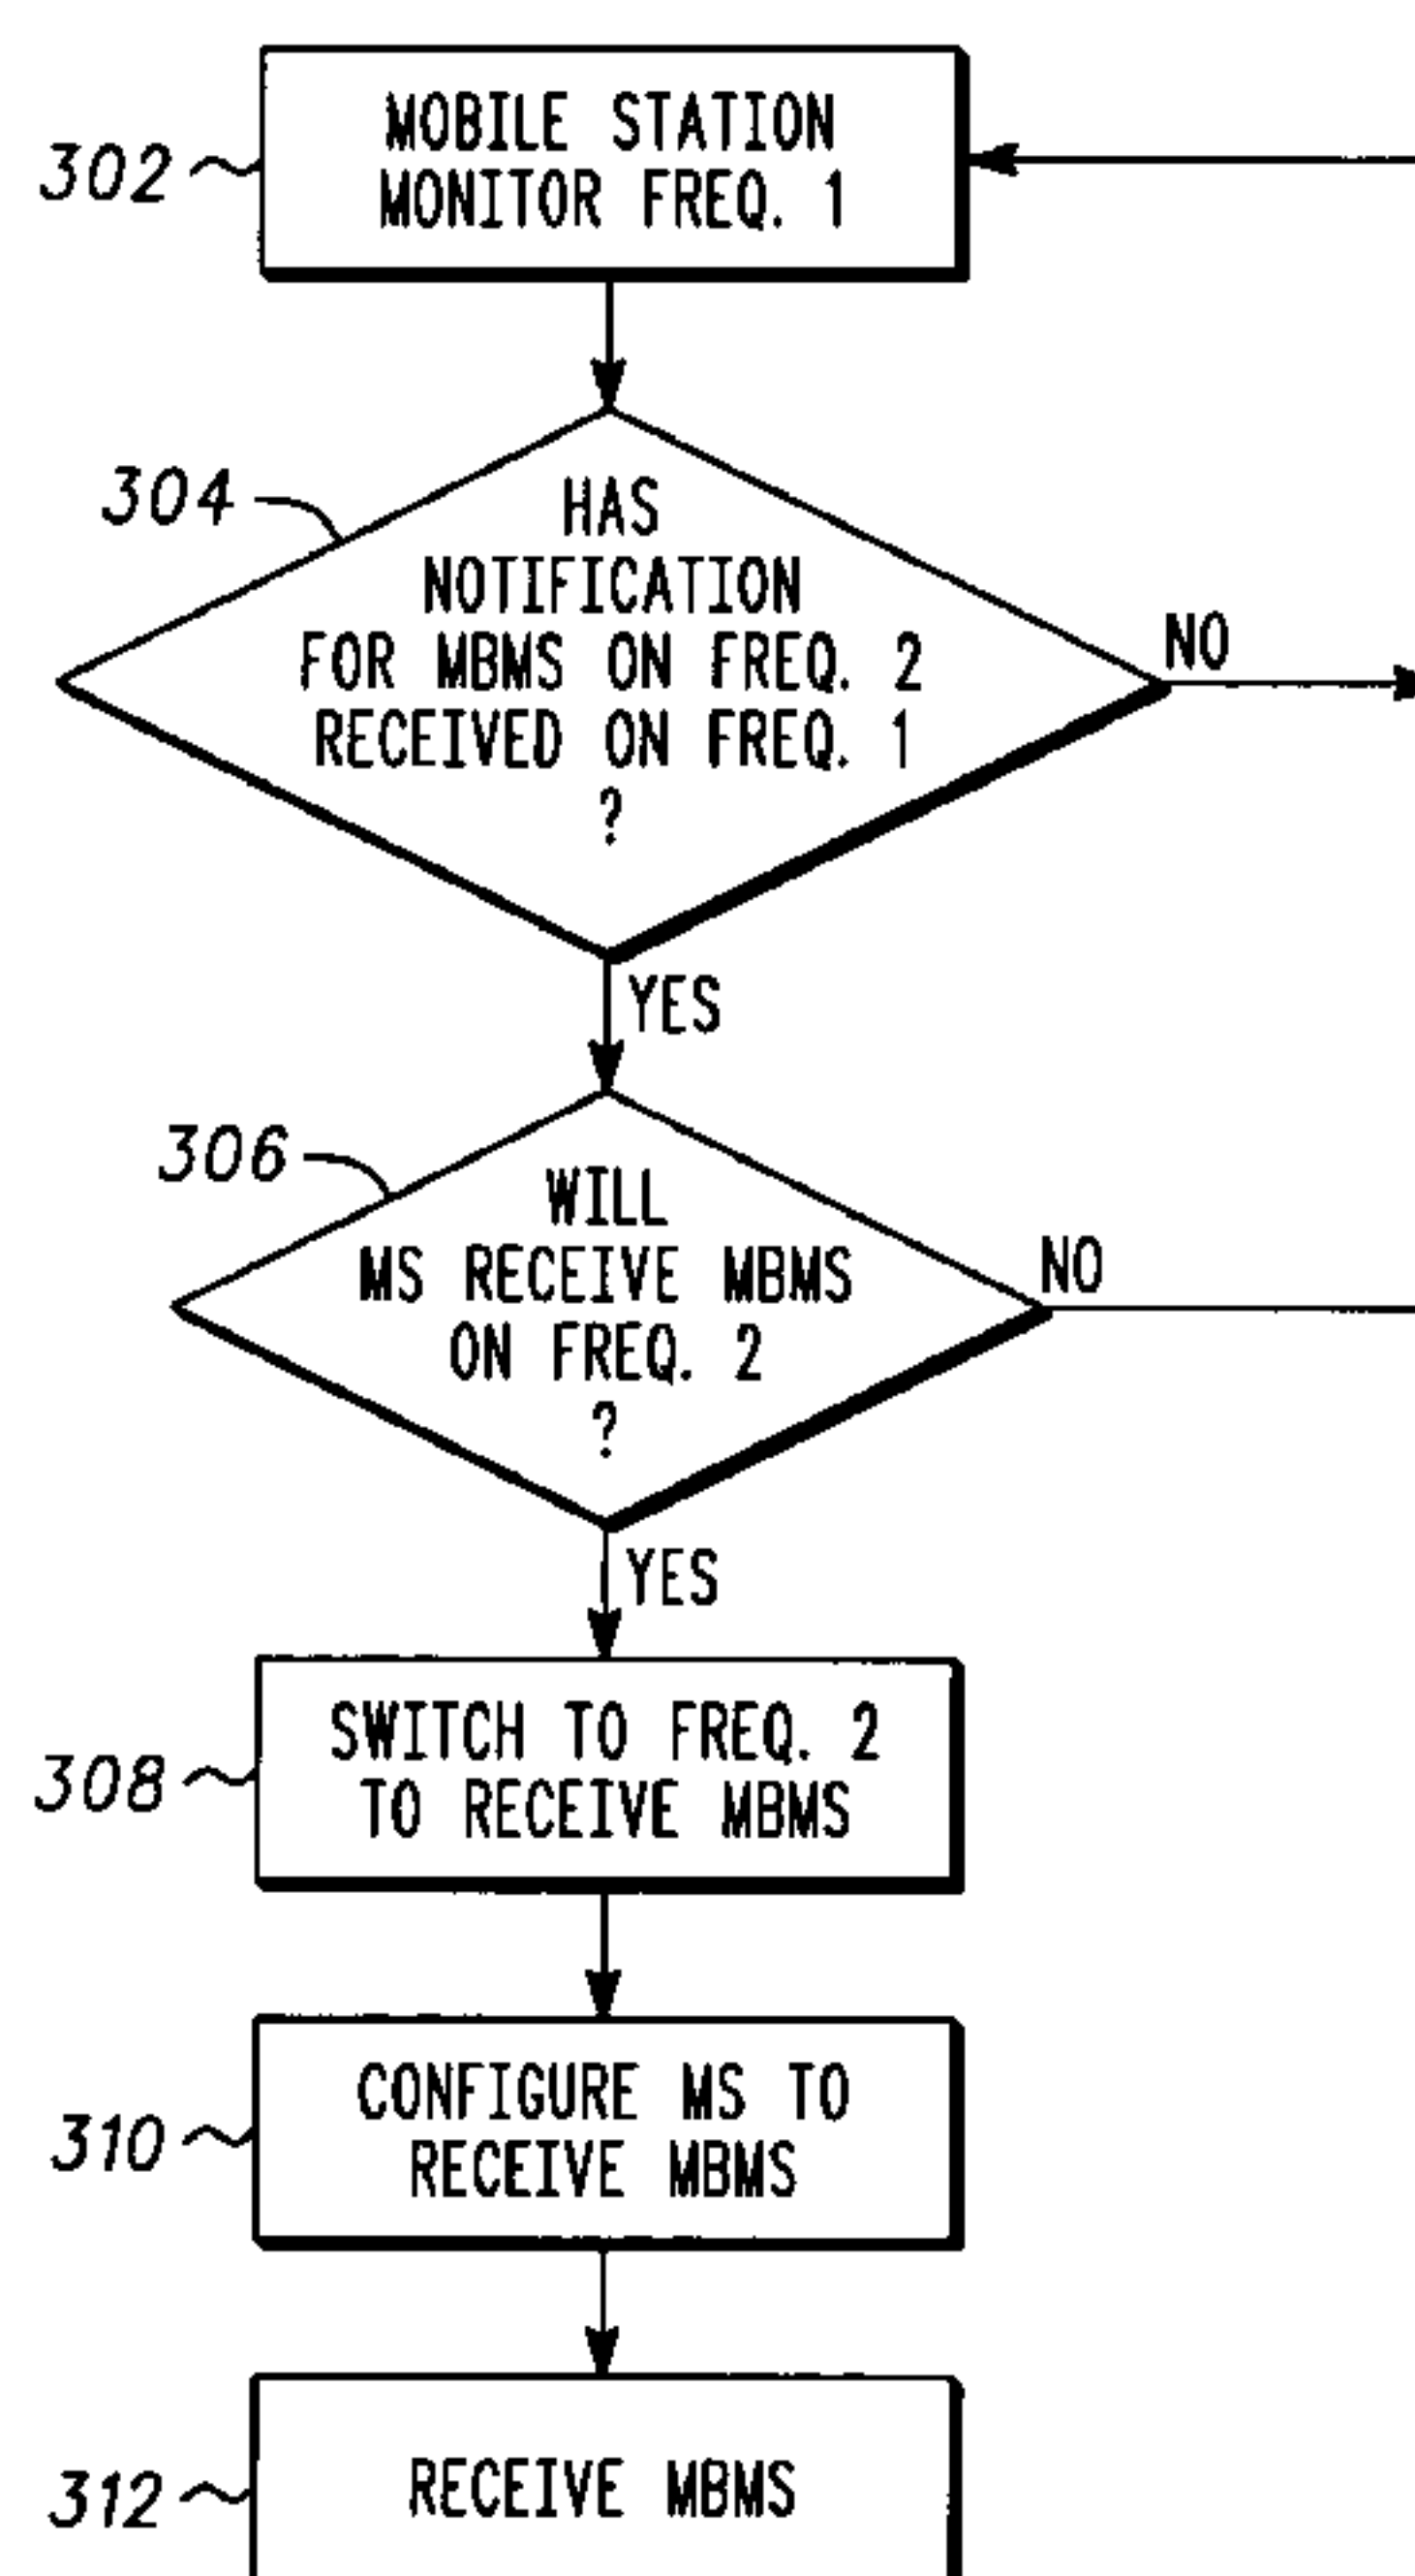 302
MOBILE STATION
MONITOR FREQ. 1
304
HAS
NOTIFICATION
FOR MBMS ON FREQ. 2
RECEIVED ON FREQ. 1
?
NO
YES
306
WILL
MS RECEIVE MBMS
ON FREQ. 2
?
NO
YES
308
SWITCH TO FREQ. 2
TO RECEIVE MBMS
310
CONFIGURE MS TO
RECEIVE MBMS
312
RECEIVE MBMS